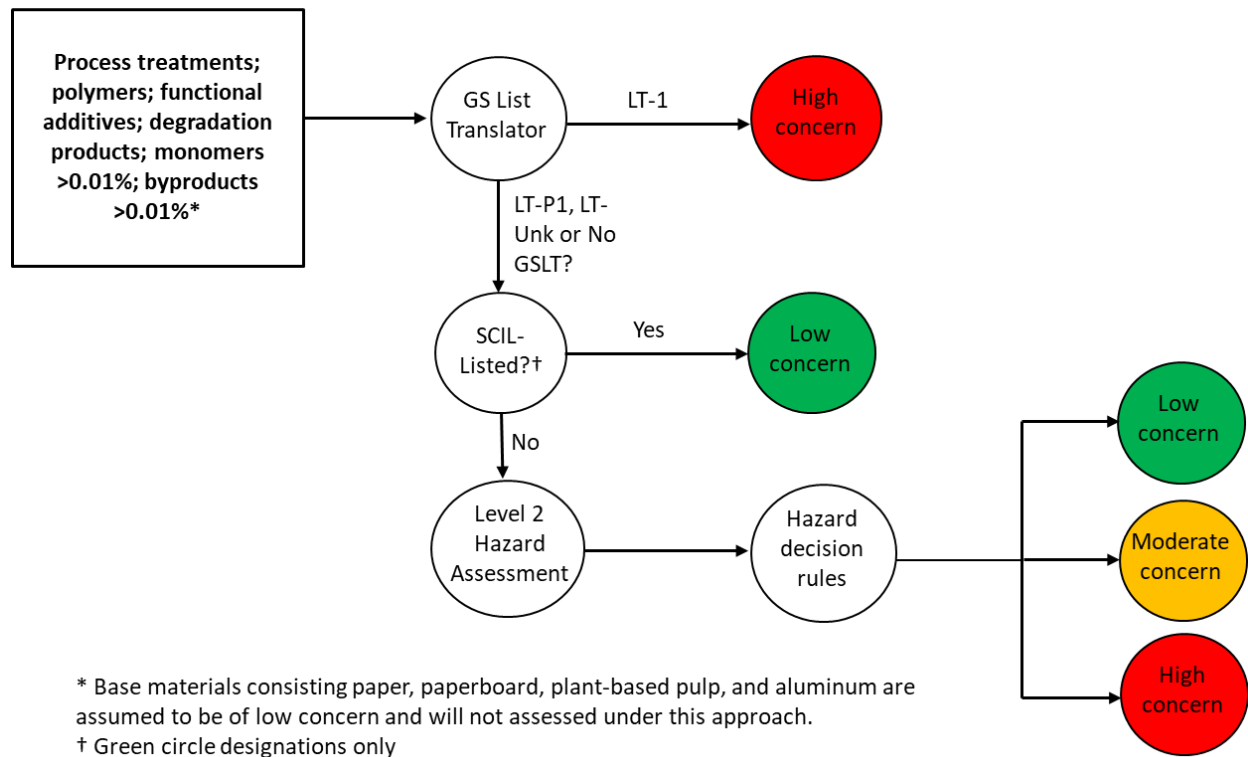 Process treatments;
polymers; functional
additives; degradation
products; monomers
>0.01%; byproducts
>0.01%*
GS List
Translator
LT-1
High
concern
LT-P1, LT-
Unk or No
GSLT?
SCIL-
Listed?†
Yes
Low
concern
No
Level 2
Hazard
Assessment
Hazard
decision
rules
Low
concern
Moderate
concern
High
concern
* Base materials consisting paper, paperboard, plant-based pulp, and aluminum are
assumed to be of low concern and will not assessed under this approach.
† Green circle designations only